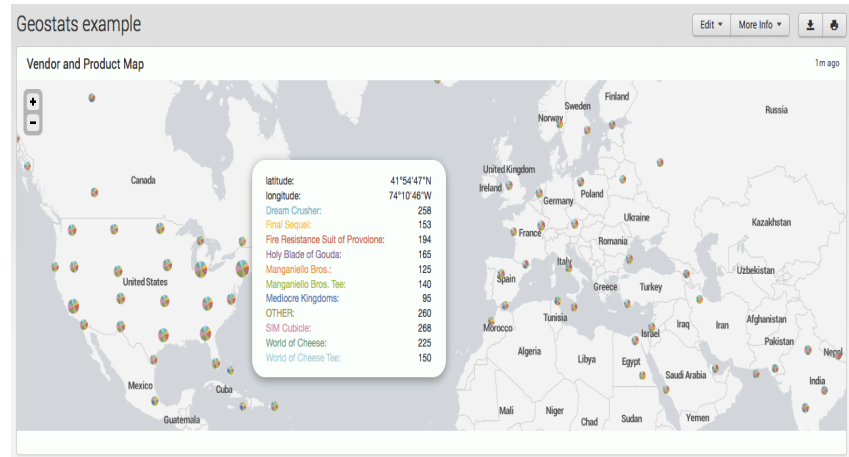 Geostats example
Edit More Info
Vendor and Product Map
1m ago
+
-
Finland
Sweden
Norway
Russia
Canada
United Kingdom
Ireland
Poland
Germany
Ukraine
Kazakhstan
France
Romania
Italy
Uzbekistan
United States
Spain
Greece
Turkey
Tunisia
Morocco
Israel
Iraq
Iran
Afghanistan
Pakistan
Algeria
Libya
Egypt
Nepal
Saudi Arabia
India
Mexico
Cuba
Guatemala
Mali
Niger
Chad
Sudan
Yemen
latitude: 41°54'47"N
longitude: 74°10'46"W
Dream Crusher: 258
Final Sequel: 153
Fire Resistance Suit of Provolone: 194
Holy Blade of Gouda: 165
Manganiello Bros.: 125
Manganiello Bros. Tee: 140
Mediocre Kingdoms: 95
OTHER: 260
SIM Cubicle: 268
World of Cheese: 225
World of Cheese Tee: 150